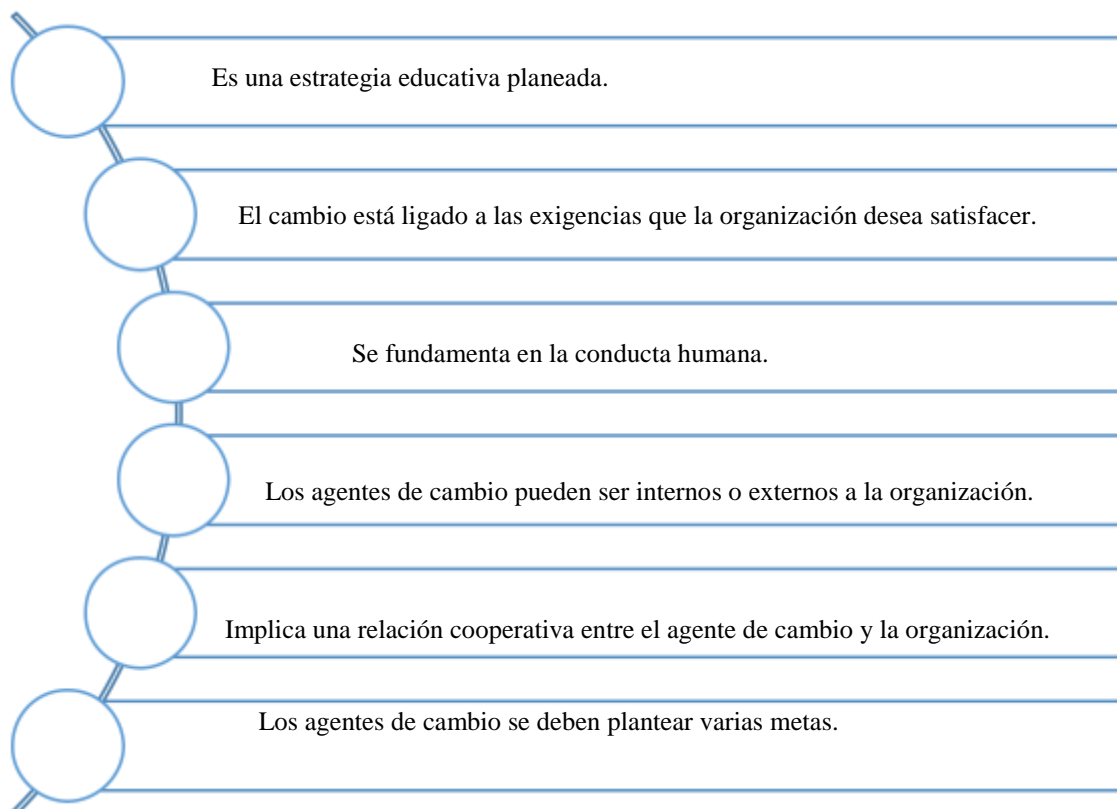 Es una estrategia educativa planeada.
El cambio está ligado a las exigencias que la organización desea satisfacer.
Se fundamenta en la conducta humana.
Los agentes de cambio pueden ser internos o externos a la organización.
Implica una relación cooperativa entre el agente de cambio y la organización.
Los agentes de cambio se deben plantear varias metas.